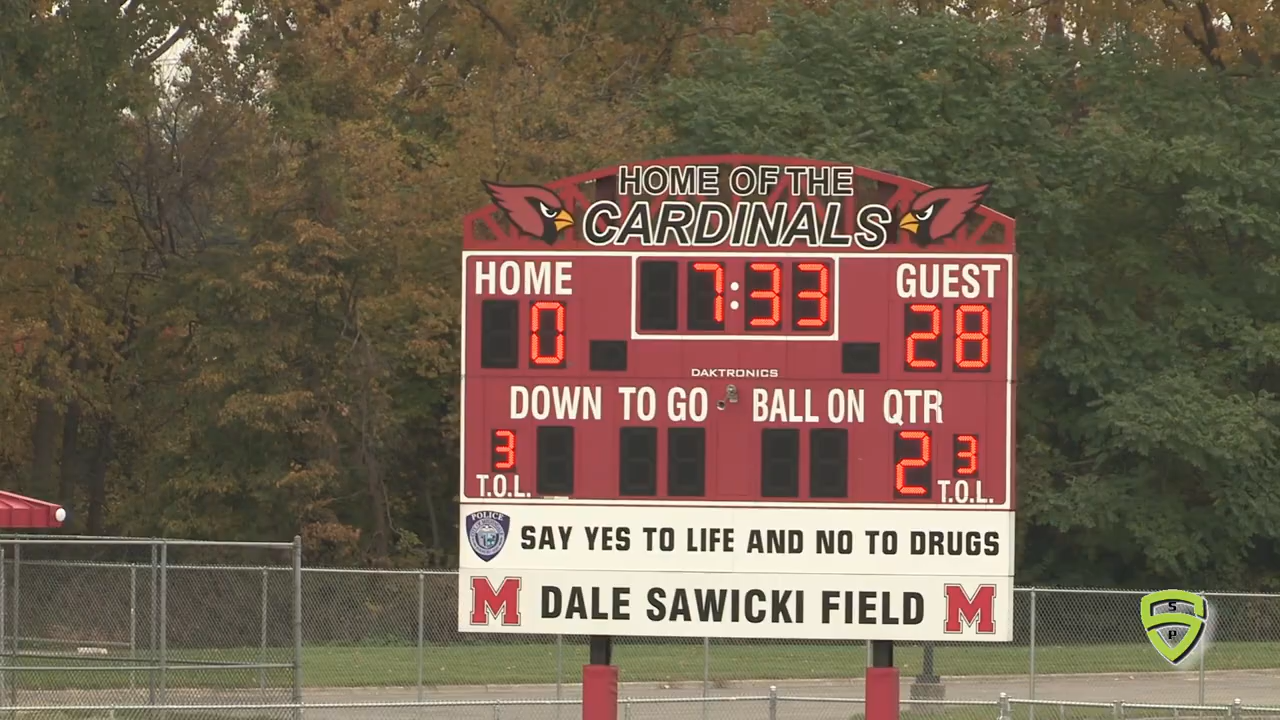 HOME OF THE
CARDINALS
HOME 7:33 GUEST
0 28
DAKTRONICS
DOWN TO GO BALL ON QTR
3 2 3
T.O.L. T.O.L.
POLICE
SAY YES TO LIFE AND NO TO DRUGS
M DALE SAWICKI FIELD M
S
P